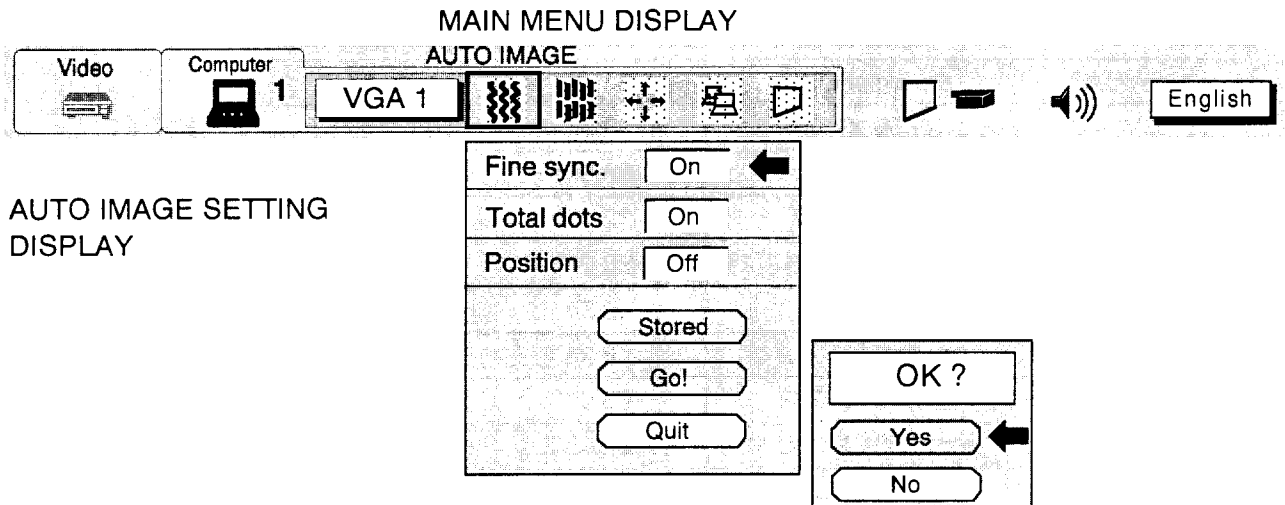 MAIN MENU DISPLAY
AUTO IMAGE
Video
Computer
1
VGA 1
English
AUTO IMAGE SETTING
DISPLAY
Fine sync. On
Total dots On
Position Off
Stored
Go!
Quit
OK ?
Yes
No